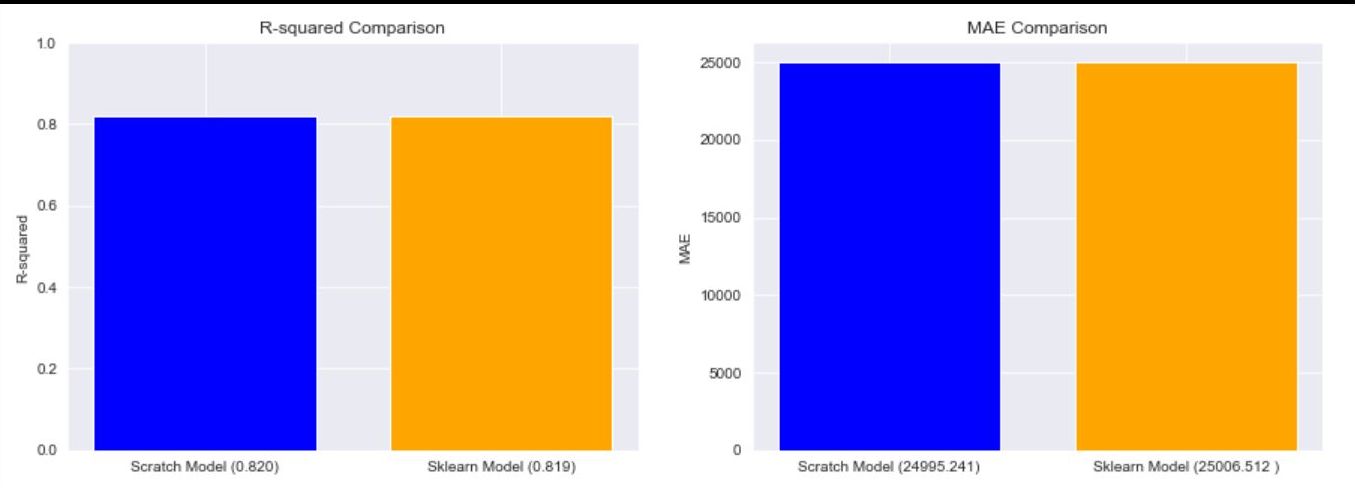 R-squared Comparison
1.0
0.8
0.6
0.4
0.2
0.0
R-squared
Scratch Model (0.820)
Sklearn Model (0.819)
MAE Comparison
25000
20000
15000
10000
5000
0
MAE
Scratch Model (24995.241)
Sklearn Model (25006.512 )